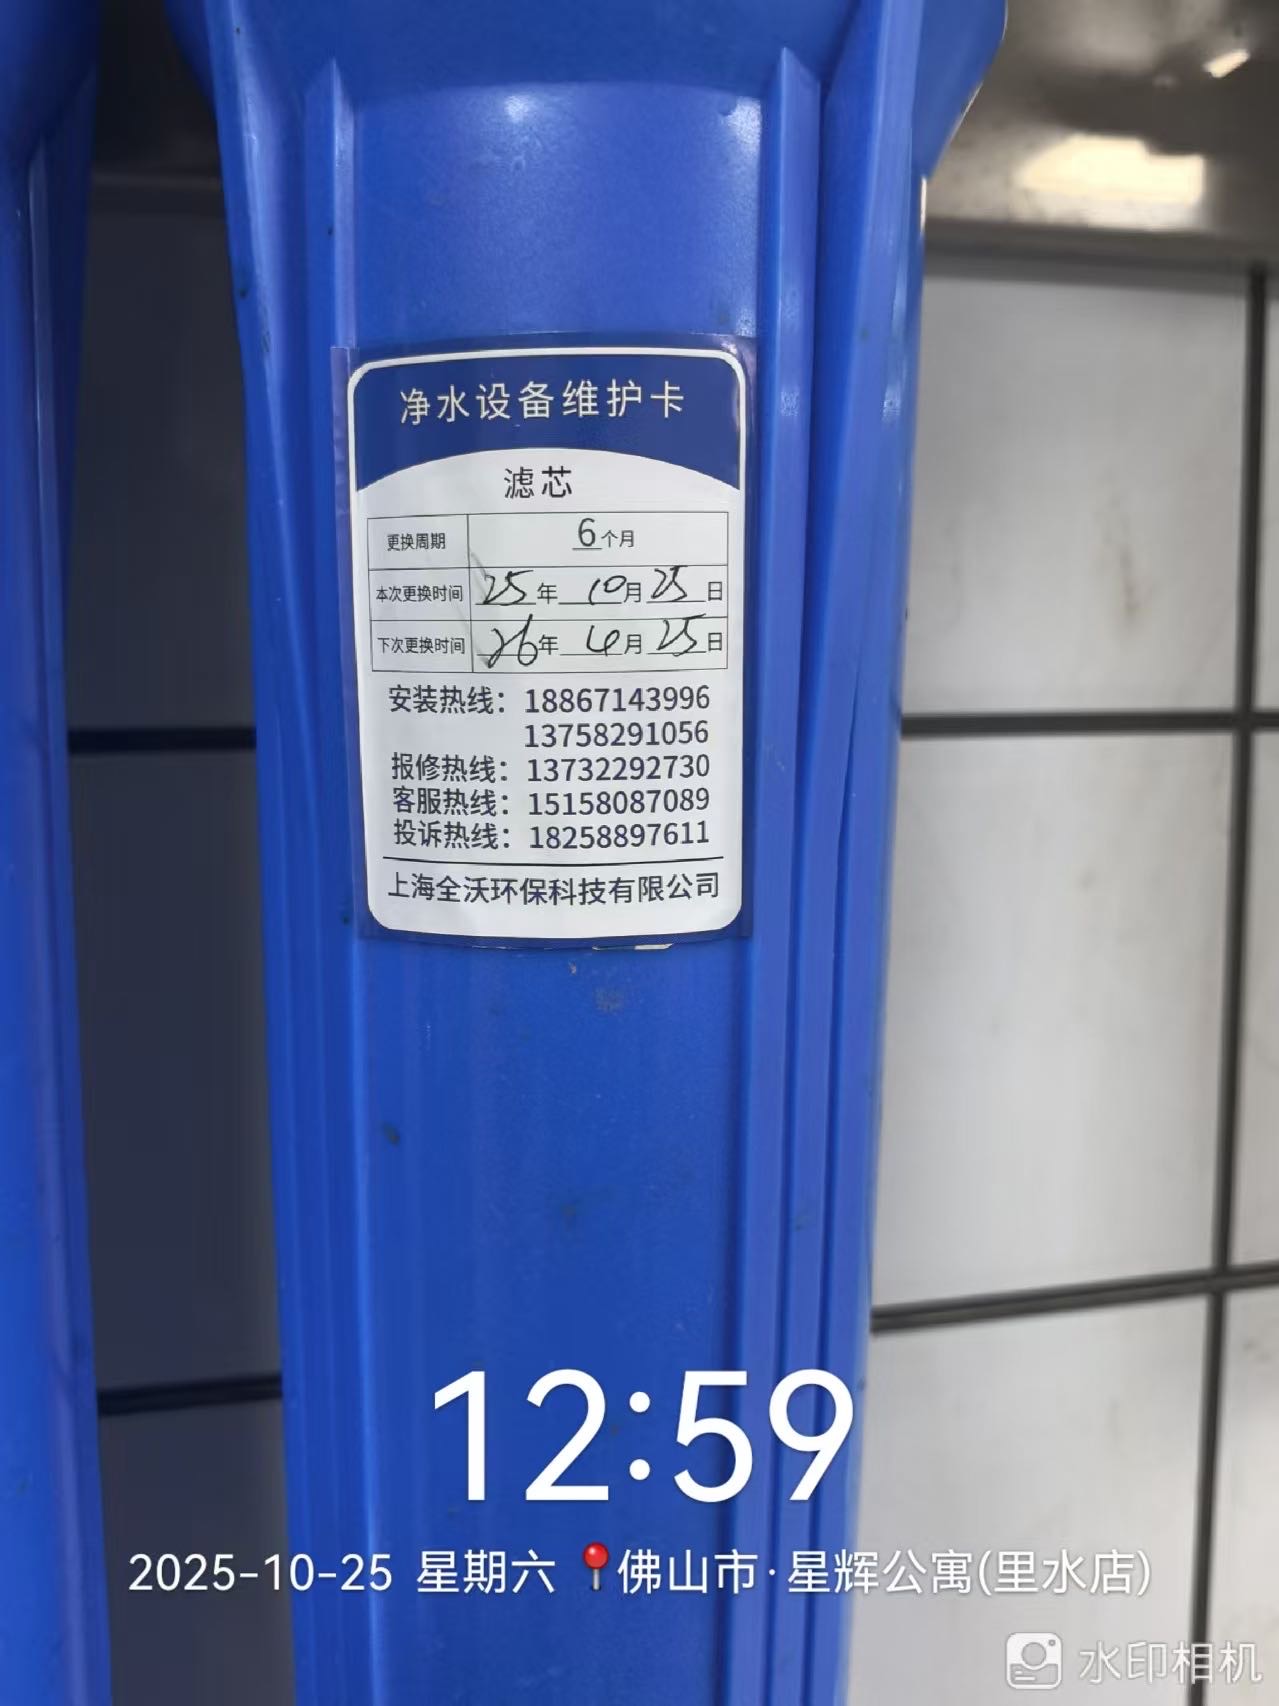 净水设备维护卡
滤芯
更换周期 6个月
本次更换时间 25年10月25日
下次更换时间 26年4月25日
安装热线：18867143996
13758291056
报修热线：13732292730
客服热线：15158087089
投诉热线：18258897611
上海全沃环保科技有限公司
12:59
2025-10-25 星期六 佛山市·星辉公寓(里水店)
水印相机